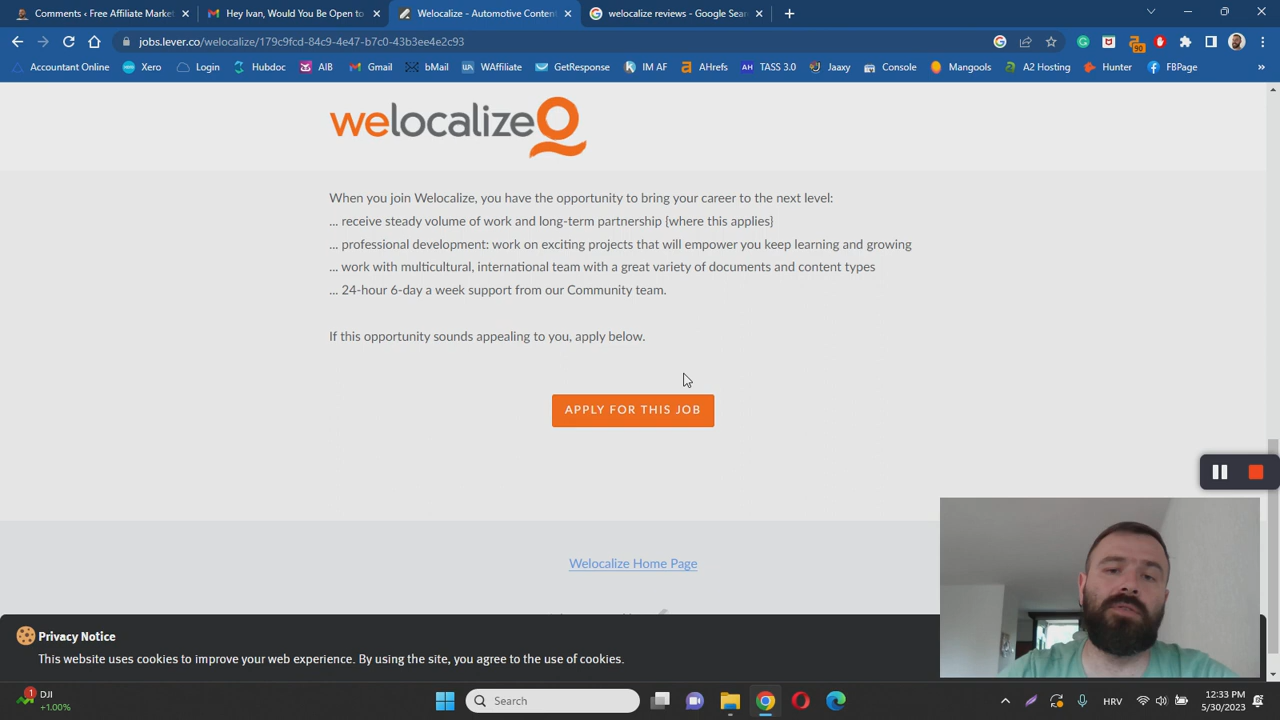 Comments ‹ Free Affiliate Market
Hey Ivan, Would You Be Open to
Welocalize - Automotive Content
welocalize reviews - Google Sear
jobs.lever.co/welocalize/179c9fcd-84c9-4e47-b7c0-43b3ee4e2c93
90
Accountant Online
Xero
Login
Hubdoc
AIB
Gmail
bMail
WAffiliate
GetResponse
IM AF
AHrefs
AH TASS 3.0
Jaaxy
Console
Mangools
A2 Hosting
Hunter
FBPage
»
welocalize
When you join Welocalize, you have the opportunity to bring your career to the next level:
... receive steady volume of work and long-term partnership {where this applies}
... professional development: work on exciting projects that will empower you keep learning and growing
... work with multicultural, international team with a great variety of documents and content types
... 24-hour 6-day a week support from our Community team.
If this opportunity sounds appealing to you, apply below.
APPLY FOR THIS JOB
Welocalize Home Page
Privacy Notice
This website uses cookies to improve your web experience. By using the site, you agree to the use of cookies.
1
DJI
+1.00%
Search
HRV
12:33 PM
5/30/2023